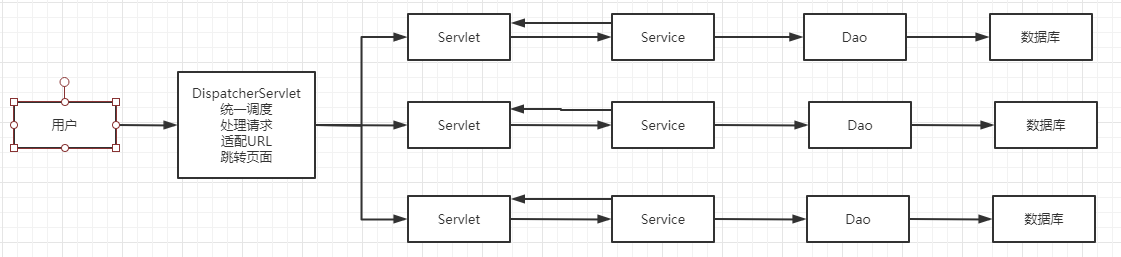 用户
DispatcherServlet
统一调度
处理请求
适配URL
跳转页面
Servlet
Service
Dao
数据库
Servlet
Service
Dao
数据库
Servlet
Service
Dao
数据库